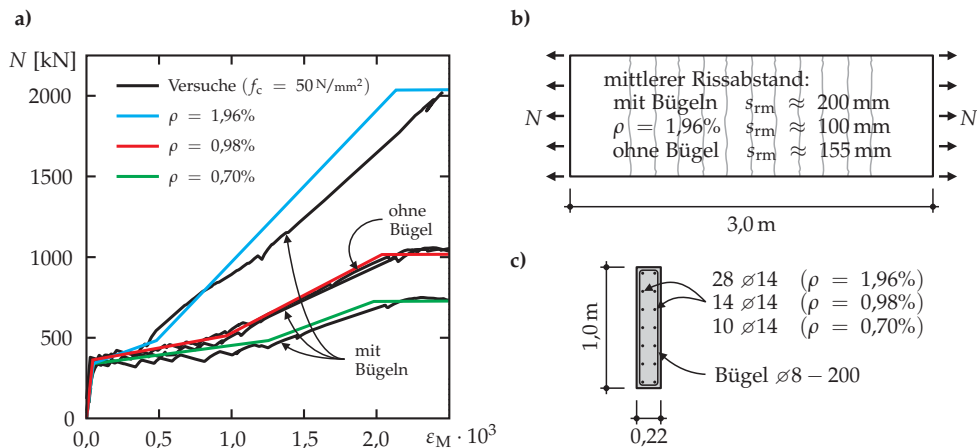 a)
N [kN]
2000
1500
1000
500
0
Versuche (f_c = 50 N/mm²)
ρ = 1,96%
ρ = 0,98%
ρ = 0,70%
ohne
Bügel
mit
Bügeln
0,0 0,5 1,0 1,5 2,0 ε_M · 10³
b)
mittlerer Rissabstand:
mit Bügeln s_rm ≈ 200 mm
N ρ = 1,96% s_rm ≈ 100 mm N
ohne Bügel s_rm ≈ 155 mm
3,0 m
c)
28 ⌀14 (ρ = 1,96%)
14 ⌀14 (ρ = 0,98%)
10 ⌀14 (ρ = 0,70%)
1,0 m
Bügel ⌀8 – 200
0,22